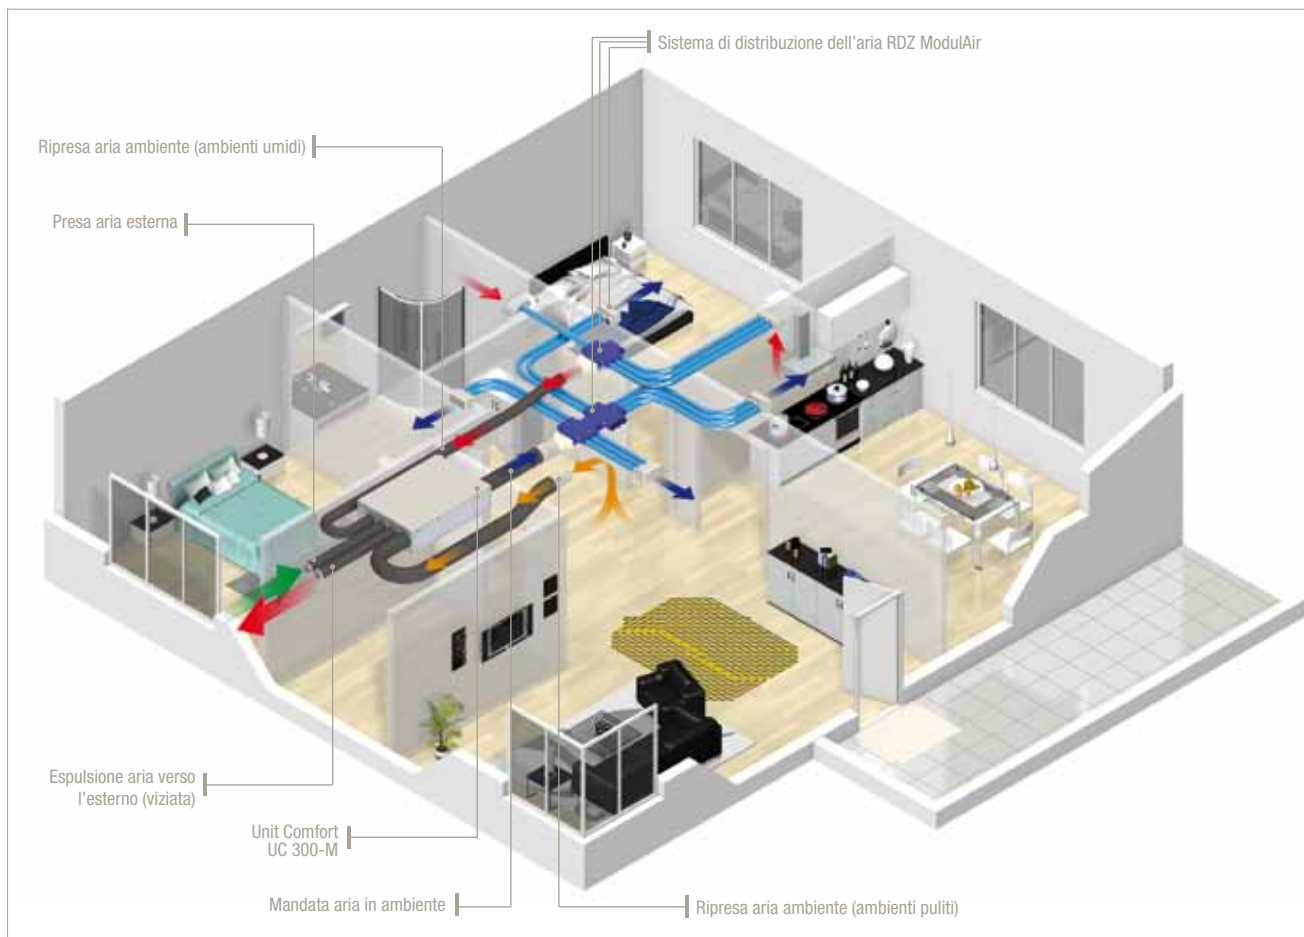 Sistema di distribuzione dell'aria RDZ ModulAir
Ripresa aria ambiente (ambienti umidi)
Presa aria esterna
Espulsione aria verso
l'esterno (viziata)
Unit Comfort
UC 300-M
Mandata aria in ambiente
Ripresa aria ambiente (ambienti puliti)